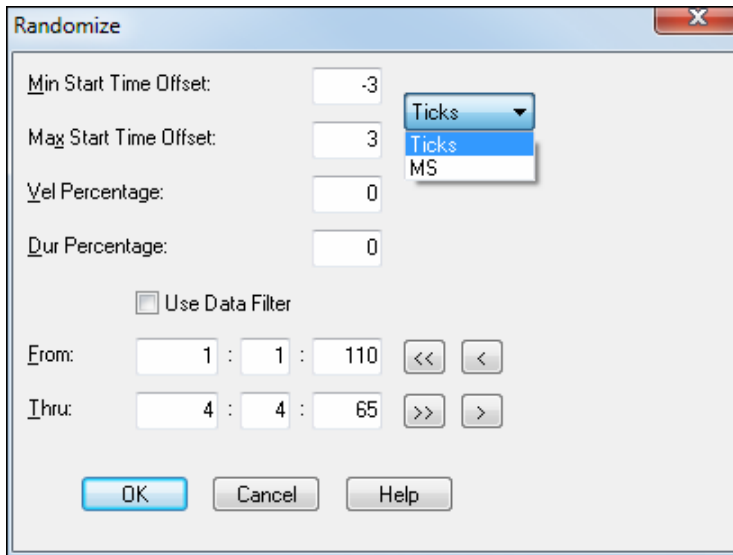 Randomize
X
Min Start Time Offset: -3
Ticks
Max Start Time Offset: 3
Ticks
MS
Vel Percentage: 0
Dur Percentage: 0
Use Data Filter
From: 1 : 1 : 110 << <
Thru: 4 : 4 : 65 >> >
OK Cancel Help